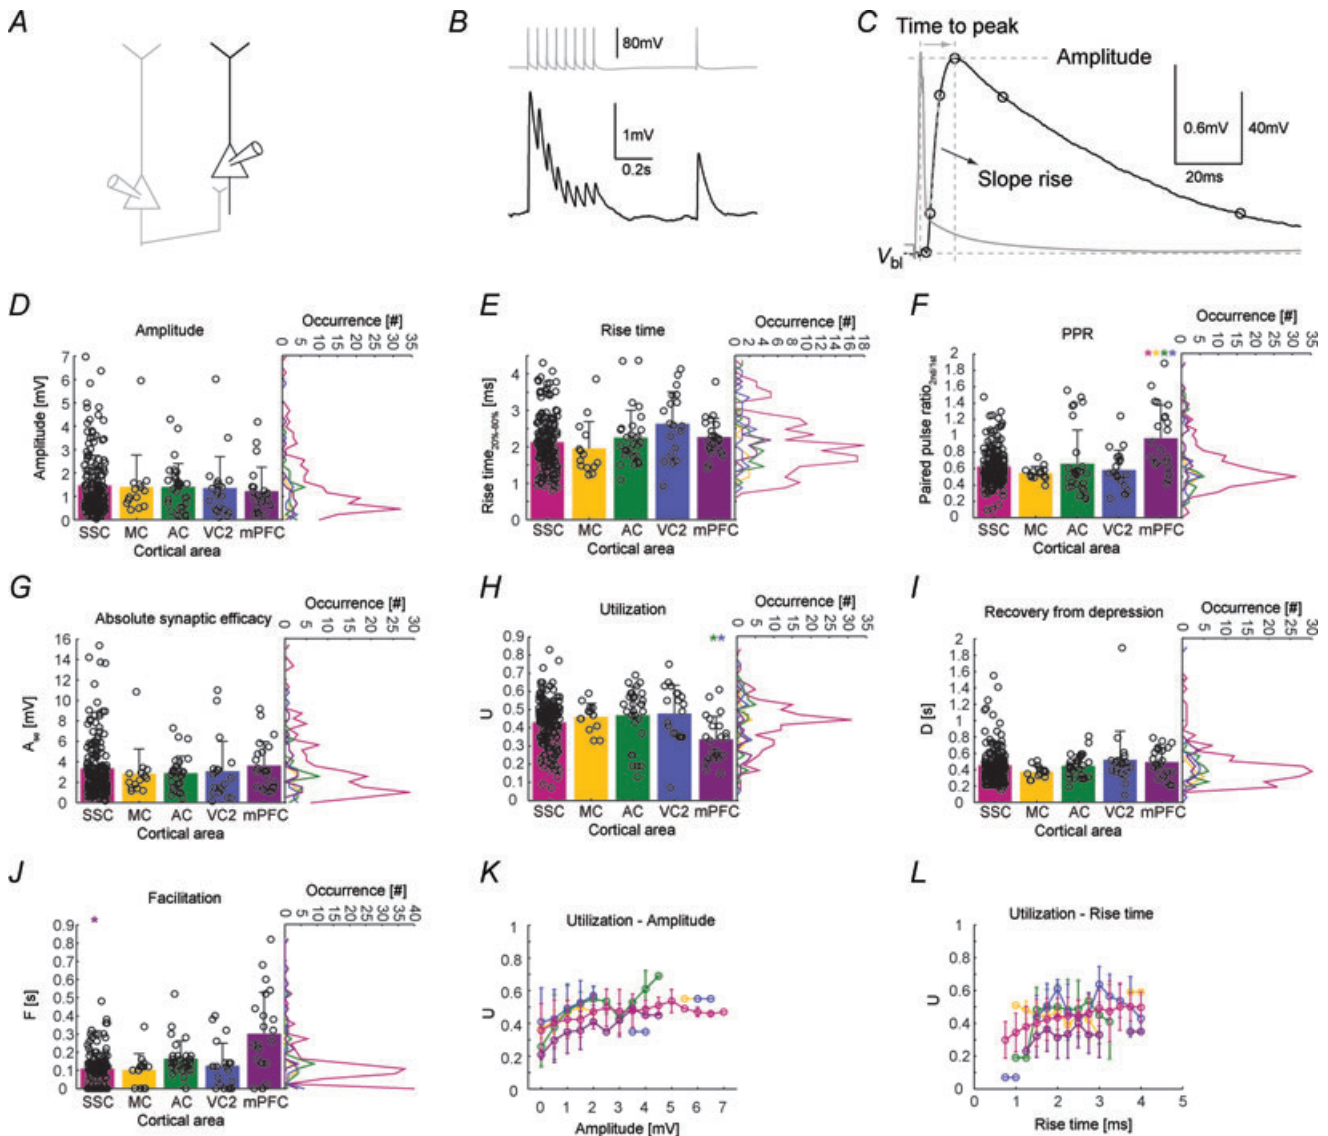 A
B
80mV
1mV
0.2s
C
Time to peak
Amplitude
0.6mV
40mV
20ms
Slope rise
Vbl
D
Amplitude
Occurrence [#]
0 5 10 15 20 25 30 35
Amplitude [mV]
7
6
5
4
3
2
1
0
SSC MC AC VC2 mPFC
Cortical area
E
Rise time
Occurrence [#]
0 2 4 6 8 10 12 14 16 18
Rise time20%-80% [ms]
5
4
3
2
1
0
SSC MC AC VC2 mPFC
Cortical area
F
PPR
Occurrence [#]
0 5 10 15 20 25 30 35
Paired pulse ratio2nd/1st
2
1.8
1.6
1.4
1.2
1
0.8
0.6
0.4
0.2
0
SSC MC AC VC2 mPFC
Cortical area
G
Absolute synaptic efficacy
Occurrence [#]
0 5 10 15 20 25 30
Ase [mV]
16
14
12
10
8
6
4
2
0
SSC MC AC VC2 mPFC
Cortical area
H
Utilization
Occurrence [#]
0 5 10 15 20 25 30 35
U
0.9
0.8
0.7
0.6
0.5
0.4
0.3
0.2
0.1
0
SSC MC AC VC2 mPFC
Cortical area
I
Recovery from depression
Occurrence [#]
0 5 10 15 20 25 30
D [s]
2
1.8
1.6
1.4
1.2
1
0.8
0.6
0.4
0.2
0
SSC MC AC VC2 mPFC
Cortical area
J
Facilitation
Occurrence [#]
0 5 10 15 20 25 30 35 40
F [s]
0.9
0.8
0.7
0.6
0.5
0.4
0.3
0.2
0.1
0
SSC MC AC VC2 mPFC
Cortical area
K
Utilization - Amplitude
U
1
0.8
0.6
0.4
0.2
0
0 1 2 3 4 5 6 7
Amplitude [mV]
L
Utilization - Rise time
U
1
0.8
0.6
0.4
0.2
0
0 1 2 3 4 5
Rise time [ms]